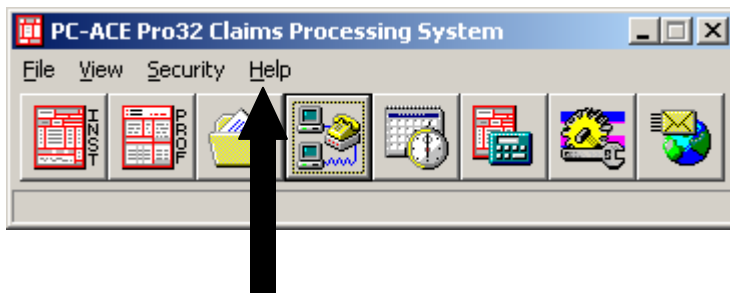 PC-ACE Pro32 Claims Processing System
File View Security Help
INST PROF